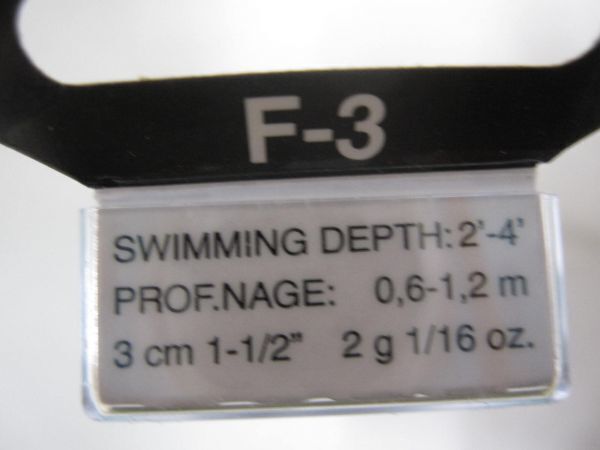 F-3
SWIMMING DEPTH: 2'-4'
PROF.NAGE: 0,6-1,2 m
3 cm 1-1/2" 2 g 1/16 oz.